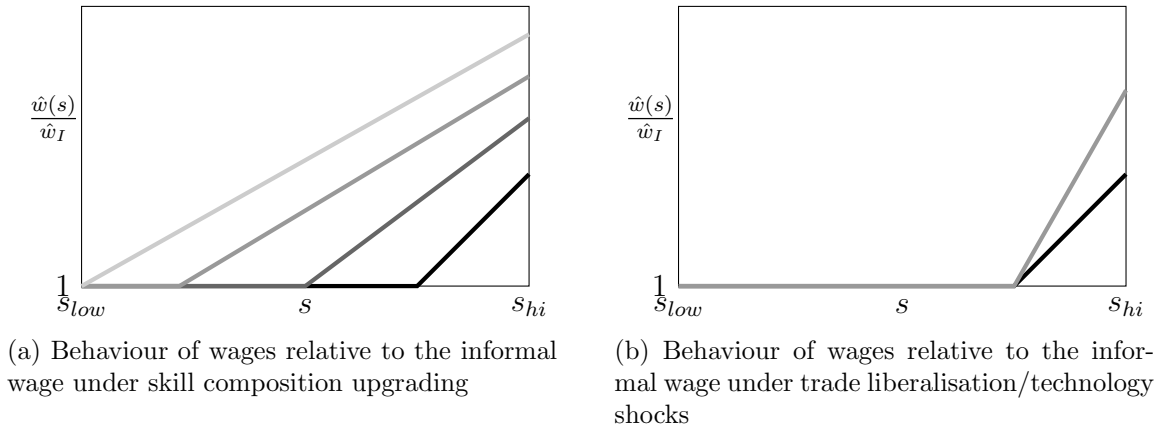 ŵ(s)
ŵ_I
1
s_low s s_hi
(a) Behaviour of wages relative to the informal
wage under skill composition upgrading
ŵ(s)
ŵ_I
s_low s s_hi
(b) Behaviour of wages relative to the infor-
mal wage under trade liberalisation/technology
shocks